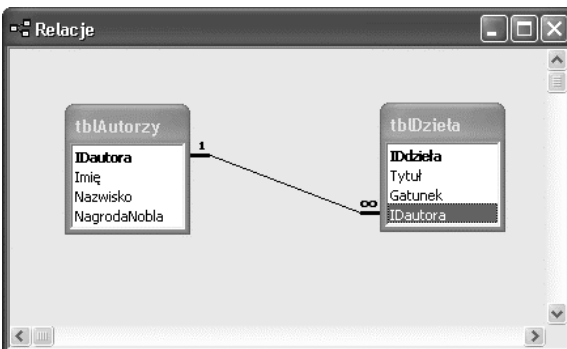 Relacje
tblAutorzy
IDautora
Imię
Nazwisko
NagrodaNobla
1
∞
tblDzieła
IDdzieła
Tytuł
Gatunek
IDautora